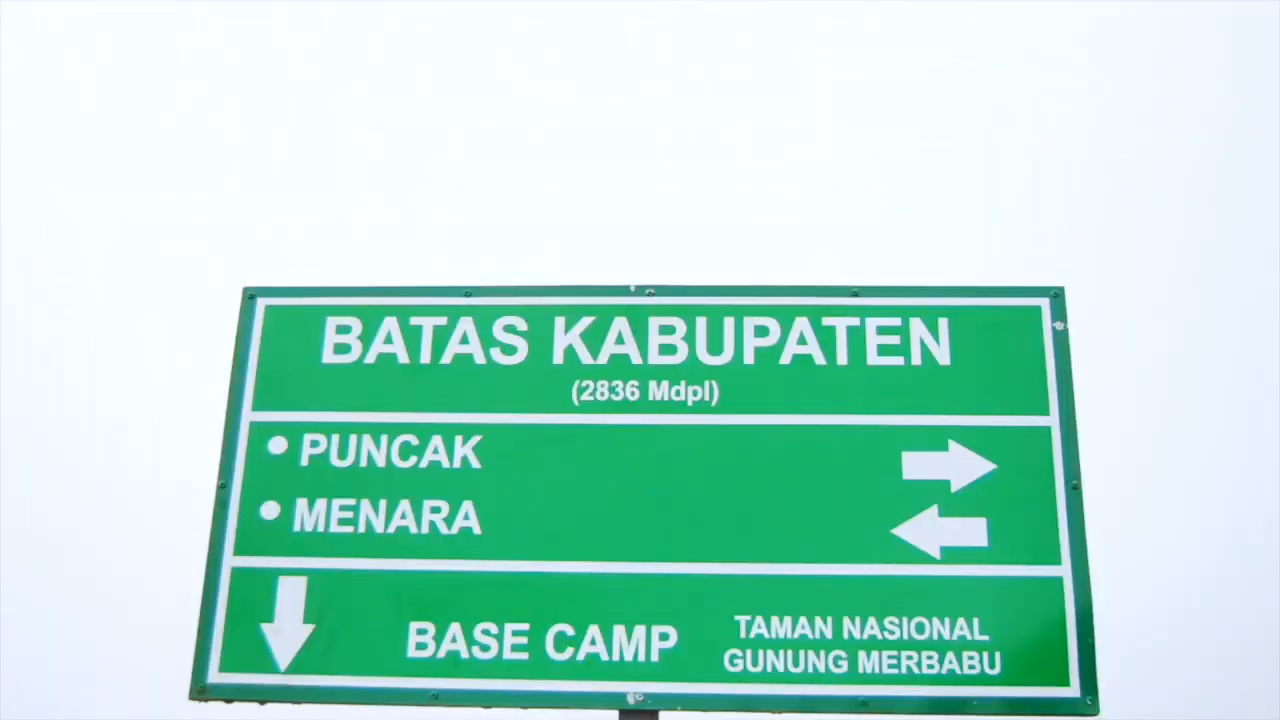 BATAS KABUPATEN
(2836 Mdpl)
• PUNCAK
• MENARA
BASE CAMP
TAMAN NASIONAL
GUNUNG MERBABU